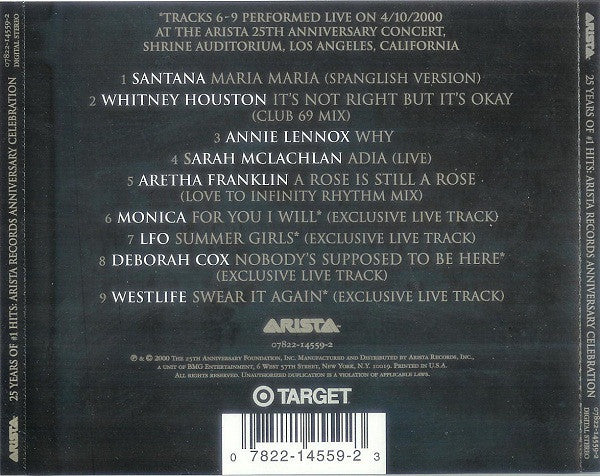 *TRACKS 6-9 PERFORMED LIVE ON 4/10/2000
AT THE ARISTA 25TH ANNIVERSARY CONCERT,
SHRINE AUDITORIUM, LOS ANGELES, CALIFORNIA
1 SANTANA MARIA MARIA (SPANGLISH VERSION)
2 WHITNEY HOUSTON IT'S NOT RIGHT BUT IT'S OKAY
(CLUB 69 MIX)
3 ANNIE LENNOX WHY
4 SARAH MCLACHLAN ADIA (LIVE)
5 ARETHA FRANKLIN A ROSE IS STILL A ROSE
(LOVE TO INFINITY RHYTHM MIX)
6 MONICA FOR YOU I WILL* (EXCLUSIVE LIVE TRACK)
7 LFO SUMMER GIRLS* (EXCLUSIVE LIVE TRACK)
8 DEBORAH COX NOBODY'S SUPPOSED TO BE HERE*
(EXCLUSIVE LIVE TRACK)
9 WESTLIFE SWEAR IT AGAIN* (EXCLUSIVE LIVE TRACK)
ARISTA
07822-14559-2
℗ & © 2000 THE 25TH ANNIVERSARY FOUNDATION, INC. MANUFACTURED AND DISTRIBUTED BY ARISTA RECORDS, INC.,
A UNIT OF BMG ENTERTAINMENT, 6 WEST 57TH STREET, NEW YORK, N.Y. 10019. PRINTED IN U.S.A.
ALL RIGHTS RESERVED. UNAUTHORIZED DUPLICATION IS A VIOLATION OF APPLICABLE LAWS.
TARGET
0 7822-14559-2 3
ARISTA 25 YEARS OF #1 HITS: ARISTA RECORDS ANNIVERSARY CELEBRATION 07822-14559-2
DIGITAL STEREO
ARISTA 25 YEARS OF #1 HITS: ARISTA RECORDS ANNIVERSARY CELEBRATION 07822-14559-2
DIGITAL STEREO